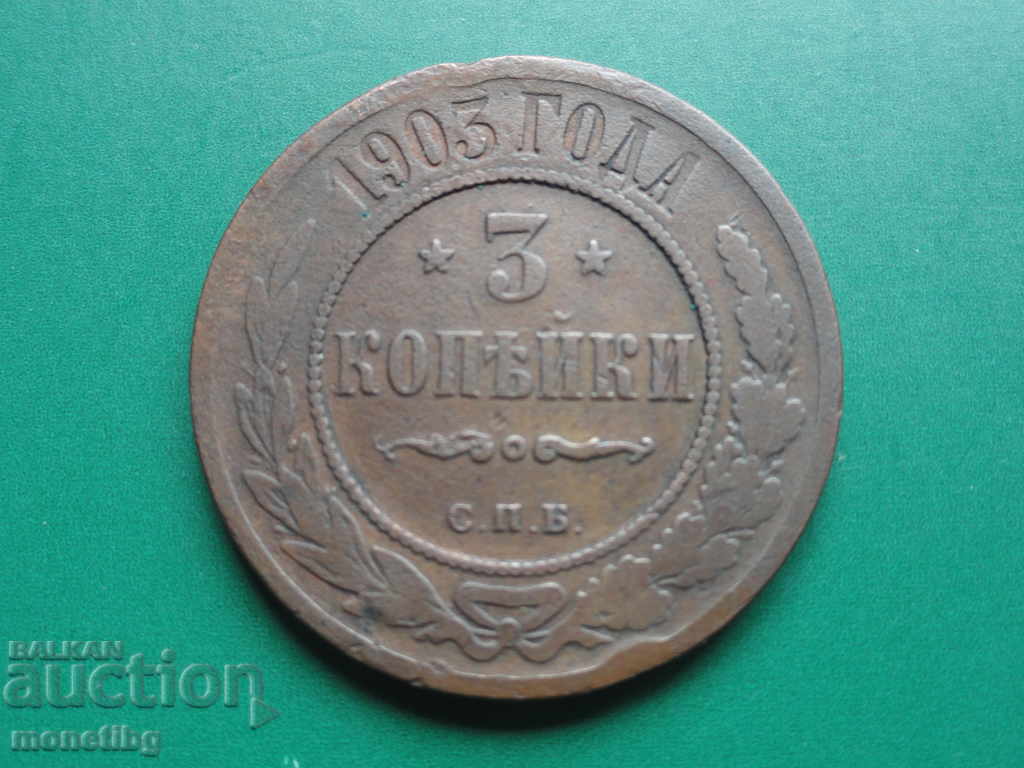 1903 ГОДА
3
КОПѢЙКИ
С.П.Б.
BALKAN
auction
monetibg